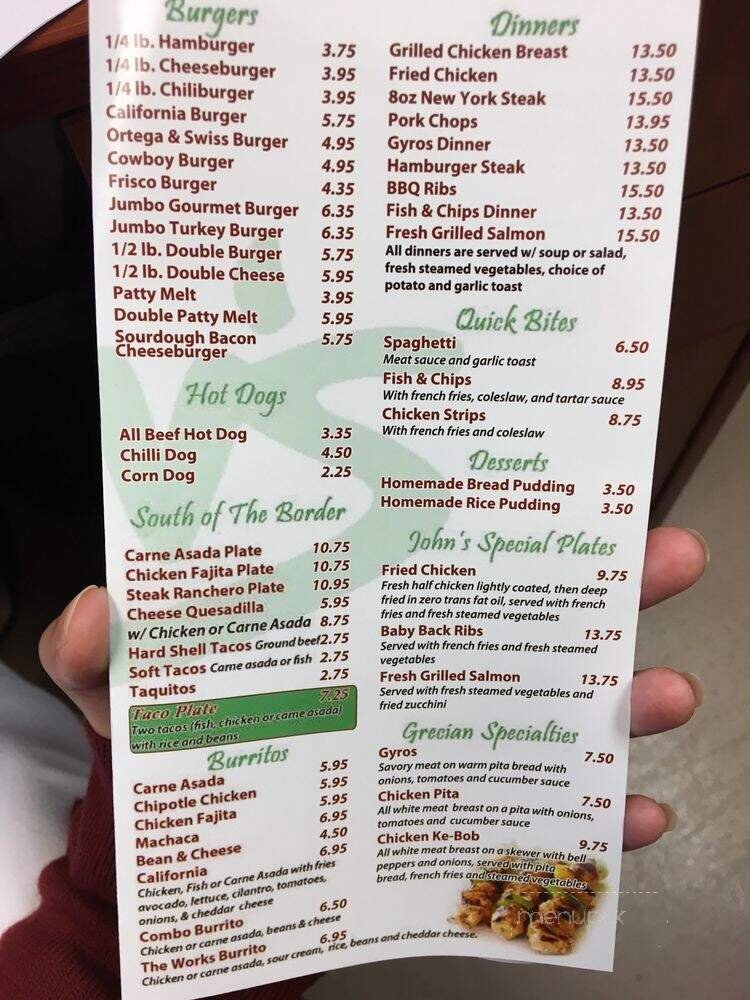 Burgers
1/4 lb. Hamburger 3.75
1/4 lb. Cheeseburger 3.95
1/4 lb. Chiliburger 3.95
California Burger 5.75
Ortega & Swiss Burger 4.95
Cowboy Burger 4.95
Frisco Burger 4.35
Jumbo Gourmet Burger 6.35
Jumbo Turkey Burger 6.35
1/2 lb. Double Burger 5.75
1/2 lb. Double Cheese 5.95
Patty Melt 3.95
Double Patty Melt 5.95
Sourdough Bacon 5.75
Cheeseburger
Hot Dogs
All Beef Hot Dog 3.35
Chilli Dog 4.50
Corn Dog 2.25
South of The Border
Carne Asada Plate 10.75
Chicken Fajita Plate 10.75
Steak Ranchero Plate 10.95
Cheese Quesadilla 5.95
w/ Chicken or Carne Asada 8.75
Hard Shell Tacos Ground beef 2.75
Soft Tacos Carne asada or fish 2.75
Taquitos 2.75
Taco Plate 7.25
Two tacos (fish, chicken or carne asada)
with rice and beans
Burritos
Carne Asada 5.95
Chipotle Chicken 5.95
Chicken Fajita 5.95
Machaca 6.95
Bean & Cheese 4.50
California 6.95
Chicken, Fish or Carne Asada with fries
avocado, lettuce, cilantro, tomatoes,
onions, & cheddar cheese
Combo Burrito 6.50
Chicken or carne asada, beans & cheese
The Works Burrito 6.95
Chicken or carne asada, sour cream, rice, beans and cheddar cheese.
Dinners
Grilled Chicken Breast 13.50
Fried Chicken 13.50
8oz New York Steak 15.50
Pork Chops 13.95
Gyros Dinner 13.50
Hamburger Steak 13.50
BBQ Ribs 15.50
Fish & Chips Dinner 13.50
Fresh Grilled Salmon 15.50
All dinners are served w/ soup or salad,
fresh steamed vegetables, choice of
potato and garlic toast
Quick Bites
Spaghetti 6.50
Meat sauce and garlic toast
Fish & Chips 8.95
With french fries, coleslaw, and tartar sauce
Chicken Strips 8.75
With french fries and coleslaw
Desserts
Homemade Bread Pudding 3.50
Homemade Rice Pudding 3.50
John's Special Plates
Fried Chicken 9.75
Fresh half chicken lightly coated, then deep
fried in zero trans fat oil, served with french
fries and fresh steamed vegetables
Baby Back Ribs 13.75
Served with french fries and fresh steamed
vegetables
Fresh Grilled Salmon 13.75
Served with fresh steamed vegetables and
fried zucchini
Grecian Specialties
Gyros 7.50
Savory meat on warm pita bread with
onions, tomatoes and cucumber sauce
Chicken Pita 7.50
All white meat breast on a pita with onions,
tomatoes and cucumber sauce
Chicken Ke-Bob 9.75
All white meat breast on a skewer with bell
peppers and onions, served with pita
bread, french fries and steamed vegetables